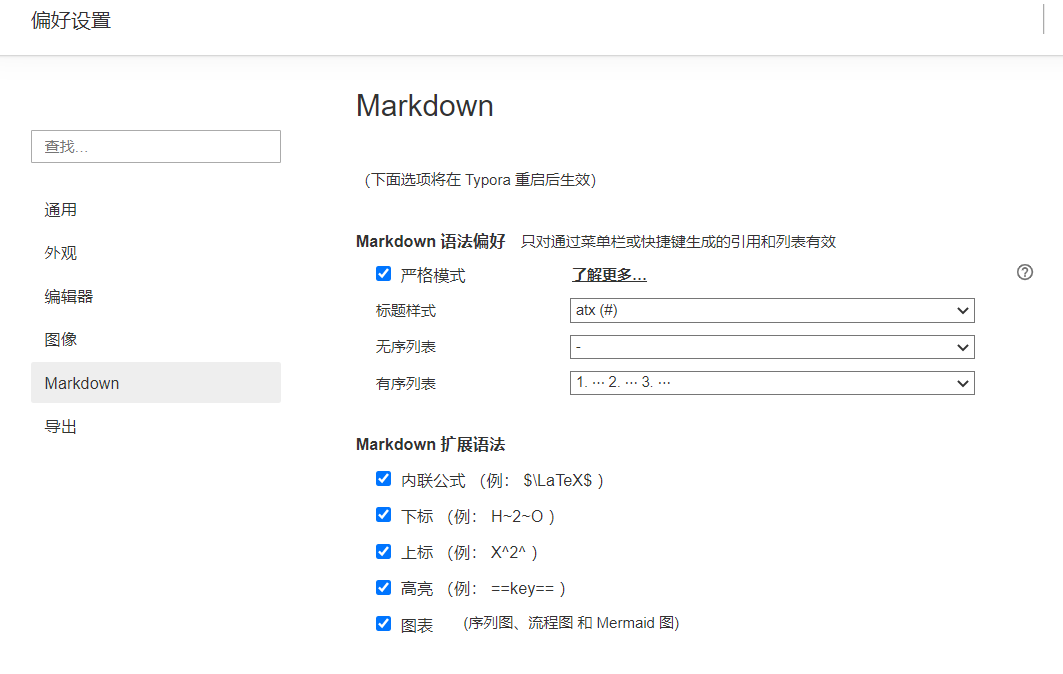 偏好设置
Markdown
查找...
(下面选项将在 Typora 重启后生效)
通用
外观
编辑器
图像
Markdown
导出
Markdown 语法偏好 只对通过菜单栏或快捷键生成的引用和列表有效
严格模式 了解更多...
标题样式 atx (#)
无序列表 -
有序列表 1. ··· 2. ··· 3. ···
Markdown 扩展语法
内联公式 (例： $\LaTeX$ )
下标 (例： H~2~O )
上标 (例： X^2^ )
高亮 (例： ==key== )
图表 (序列图、流程图 和 Mermaid 图)